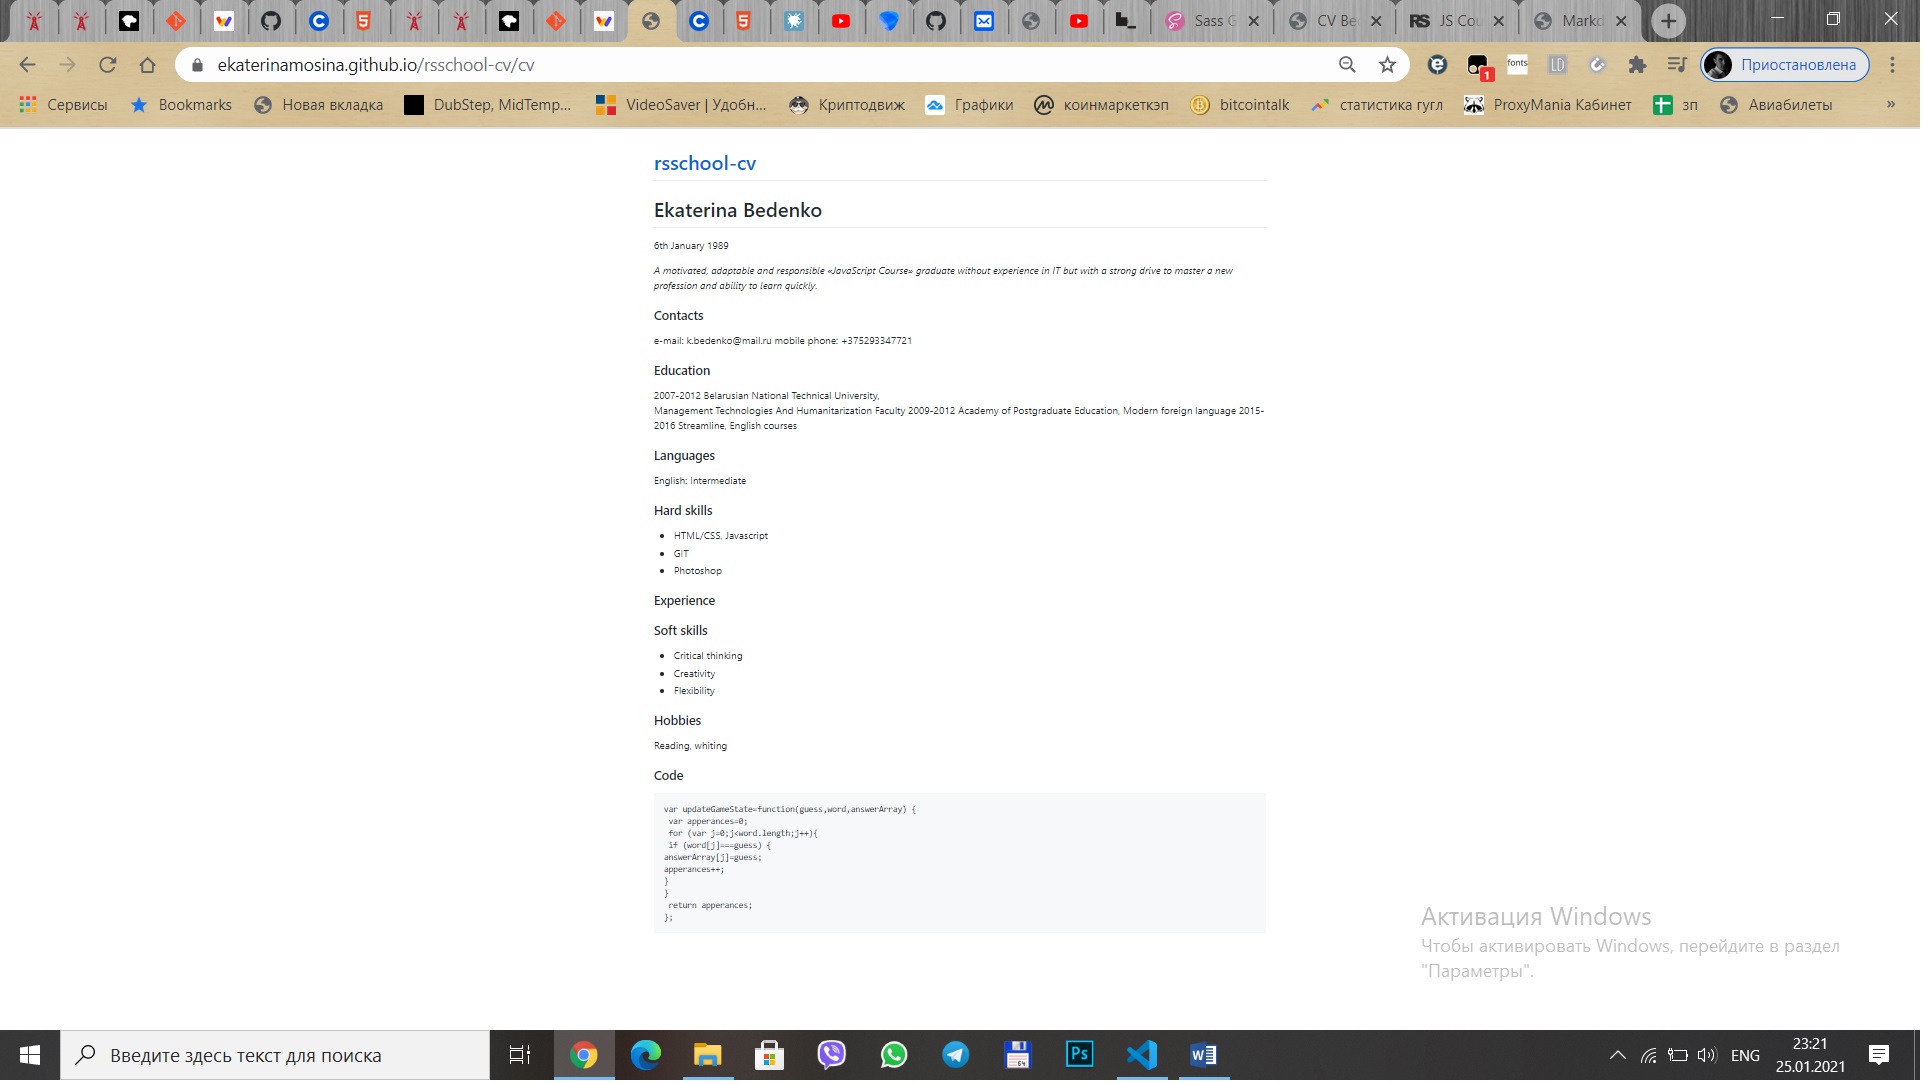 Sass G
CV Be
JS Cou
Markd
ekaterinamosina.github.io/rsschool-cv/cv
fonts
LD
1
Приостановлена
Сервисы
Bookmarks
Новая вкладка
DubStep, MidTemp...
VideoSaver | Удобн...
Криптодвиж
Графики
коинмаркеткэп
bitcointalk
статистика гугл
ProxyMania Кабинет
зп
Авиабилеты
»
rsschool-cv
Ekaterina Bedenko
6th January 1989
A motivated, adaptable and responsible «JavaScript Course» graduate without experience in IT but with a strong drive to master a new
profession and ability to learn quickly.
Contacts
e-mail: k.bedenko@mail.ru mobile phone: +375293347721
Education
2007-2012 Belarusian National Technical University,
Management Technologies And Humanitarization Faculty 2009-2012 Academy of Postgraduate Education, Modern foreign language 2015-
2016 Streamline, English courses
Languages
English: Intermediate
Hard skills
HTML/CSS, Javascript
GIT
Photoshop
Experience
Soft skills
Critical thinking
Creativity
Flexibility
Hobbies
Reading, whiting
Code
var updateGameState=function(guess,word,answerArray) {
var apperances=0;
for (var j=0;j<word.length;j++){
if (word[j]===guess) {
answerArray[j]=guess;
apperances++;
}
}
return apperances;
};
Активация Windows
Чтобы активировать Windows, перейдите в раздел
"Параметры".
Введите здесь текст для поиска
Ps
ENG
23:21
25.01.2021